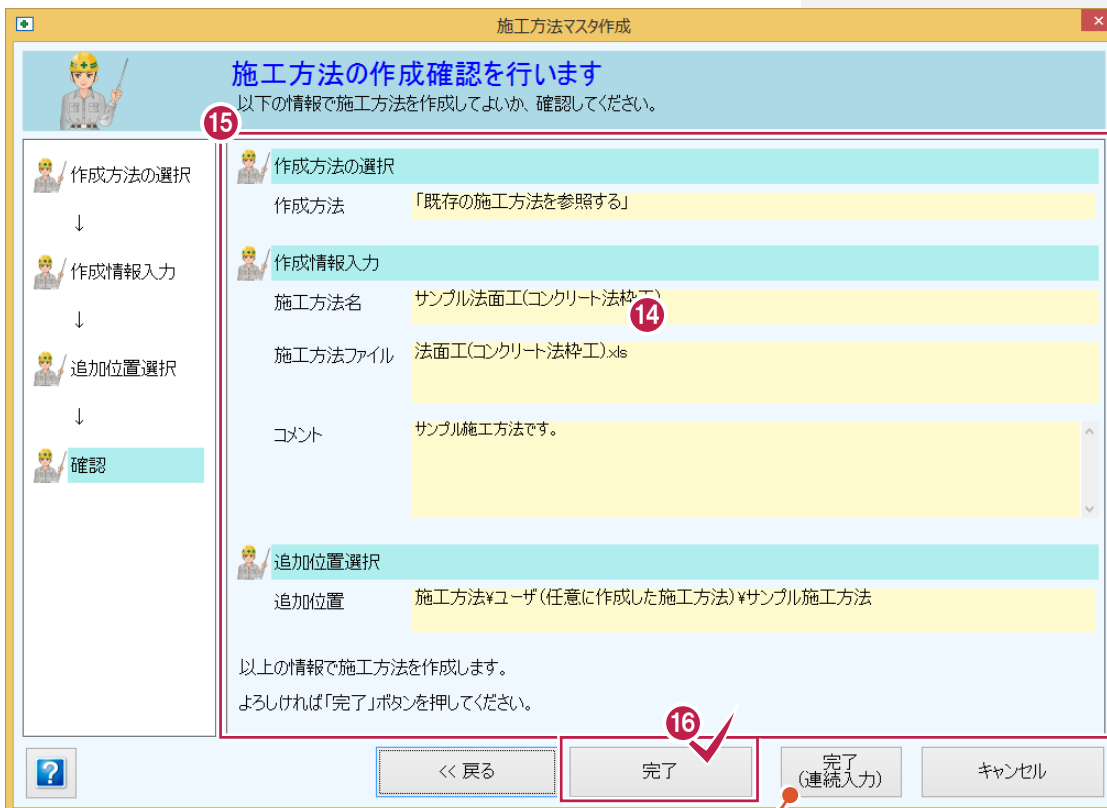 施工方法マスタ作成
×
施工方法の作成確認を行います
以下の情報で施工方法を作成してよいか、確認してください。
15
作成方法の選択
↓
作成情報入力
↓
追加位置選択
↓
確認
作成方法の選択
作成方法 「既存の施工方法を参照する」
作成情報入力
施工方法名 サンプル法面工(コンクリート法枠工)
14
施工方法ファイル 法面工(コンクリート法枠工).xls
コメント サンプル施工方法です。
追加位置選択
追加位置 施工方法¥ユーザ(任意に作成した施工方法)¥サンプル施工方法
以上の情報で施工方法を作成します。
よろしければ「完了」ボタンを押してください。
16
?
<< 戻る
完了
完了
(連続入力)
キャンセル